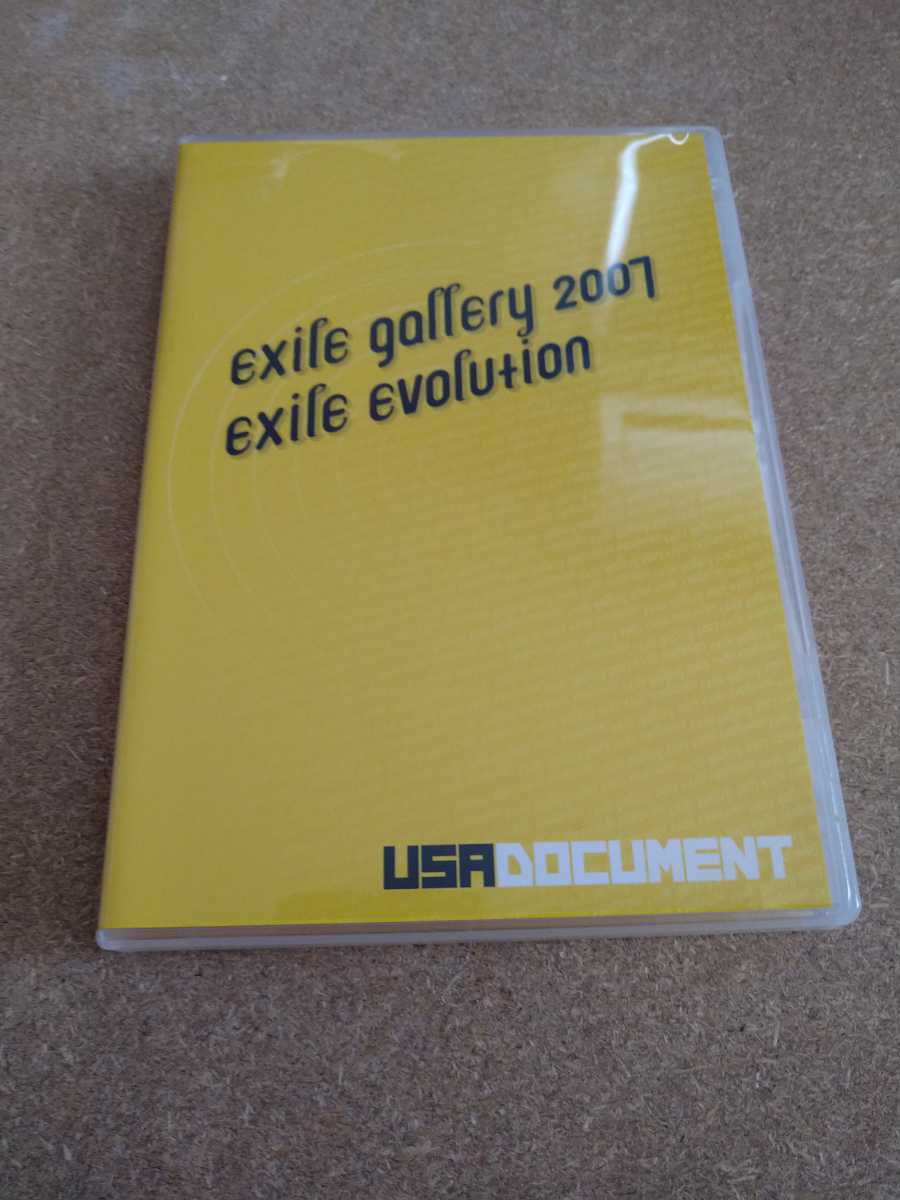 exile gallery 2007
exile evolution
USADOCUMENT